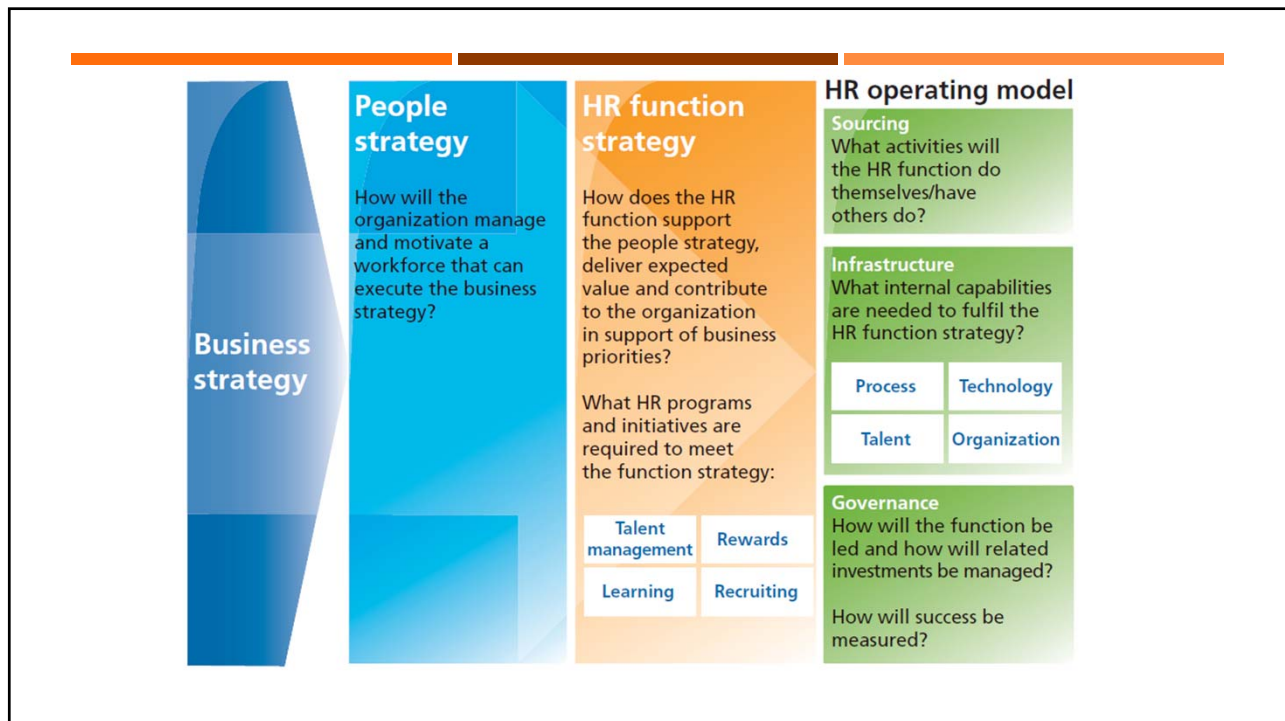 Business
strategy
People
strategy
How will the
organization manage
and motivate a
workforce that can
execute the business
strategy?
HR function
strategy
How does the HR
function support
the people strategy,
deliver expected
value and contribute
to the organization
in support of business
priorities?
What HR programs
and initiatives are
required to meet
the function strategy:
Talent
management
Rewards
Learning
Recruiting
HR operating model
Sourcing
What activities will
the HR function do
themselves/have
others do?
Infrastructure
What internal capabilities
are needed to fulfil the
HR function strategy?
Process
Technology
Talent
Organization
Governance
How will the function be
led and how will related
investments be managed?
How will success be
measured?